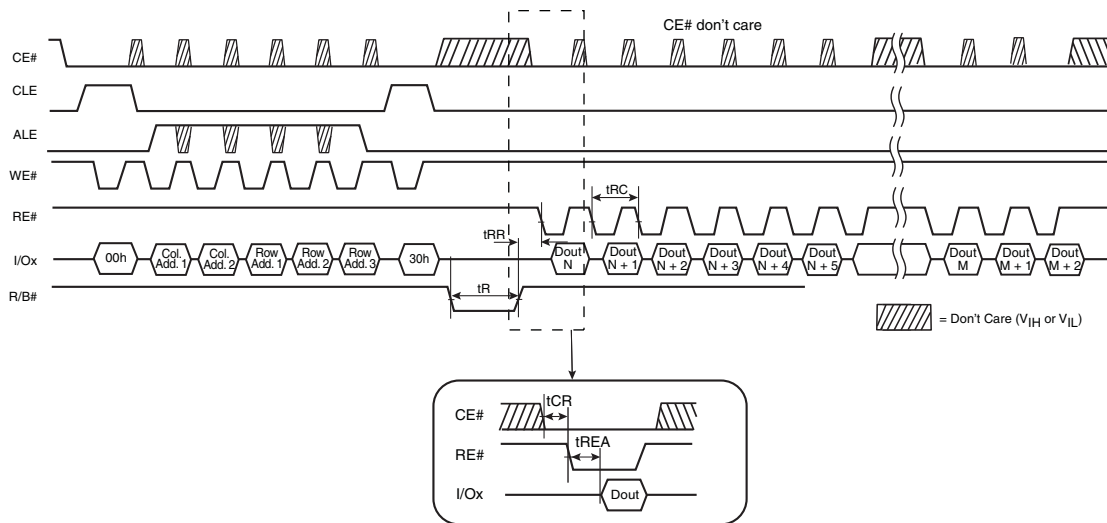 CE# don't care
CE#
CLE
ALE
WE#
tRC
RE#
tRR
I/Ox
00h
Col. Add. 1
Col. Add. 2
Row Add. 1
Row Add. 2
Row Add. 3
30h
Dout N
Dout N + 1
Dout N + 2
Dout N + 3
Dout N + 4
Dout N + 5
Dout M
Dout M + 1
Dout M + 2
R/B#
tR
= Don't Care (VIH or VIL)
CE#
tCR
RE#
tREA
I/Ox
Dout